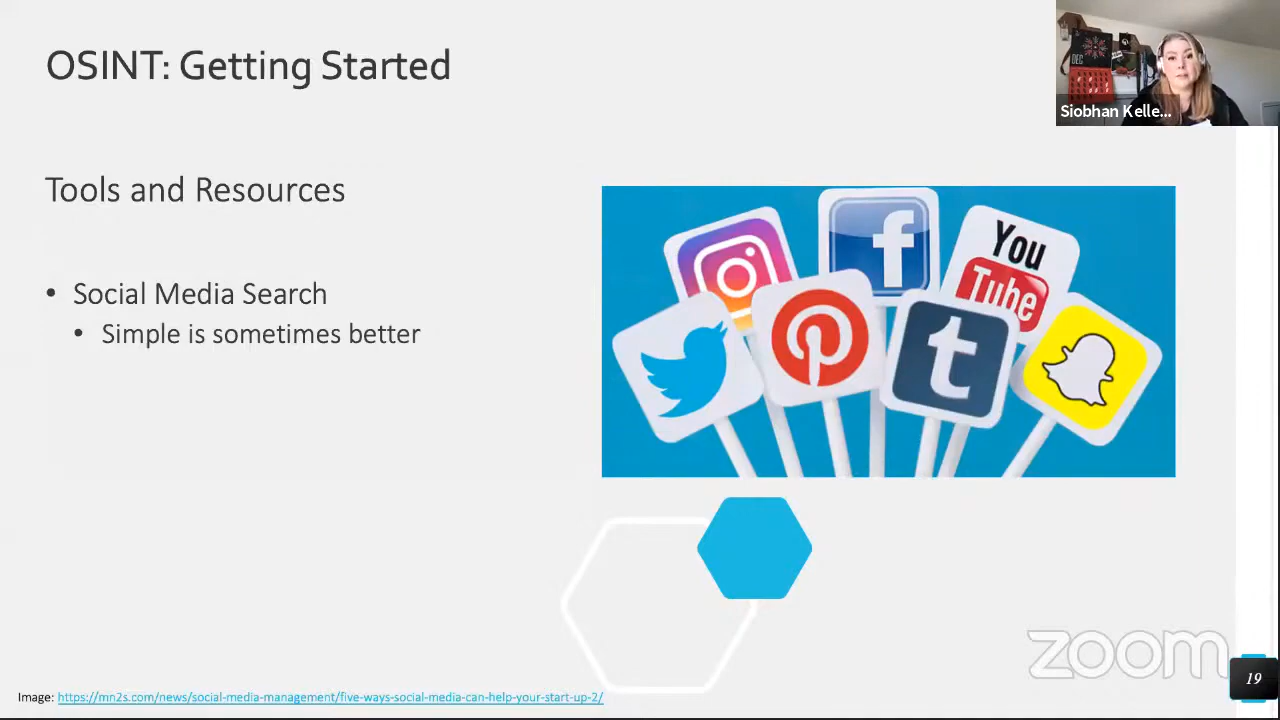 OSINT: Getting Started
Siobhan Kelle...
DEC
Tools and Resources
• Social Media Search
• Simple is sometimes better
You
Tube
zoom
19
Image: https://mn2s.com/news/social-media-management/five-ways-social-media-can-help-your-start-up-2/